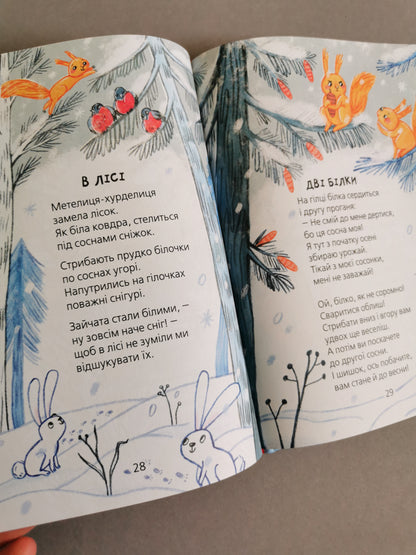 В ЛІСІ
Метелиця-хурделиця
замела лісок.
Як біла ковдра, стелиться
під соснами сніжок.
Стрибають прудко білочки
по соснах угорі.
Напутрились на гілочках
поважні снігурі.
Зайчата стали білими, —
ну зовсім наче сніг! —
щоб в лісі не зуміли ми
відшукувати їх.
28
ДВІ БІЛКИ
На гілці білка сердиться
і другу проганя:
— Не смій до мене дертися,
бо ця сосна моя!
Я тут з початку осені
збираю урожай.
Тікай з моєї сосонки,
мені не заважай!
Ой, білко, як не соромно!
Сваритися облиш!
Стрибати вниз і вгору вам
удвох ще веселіш.
А потім ви поскачете
до другої сосни.
І шишок, ось побачите,
вам стане й до весни!
29